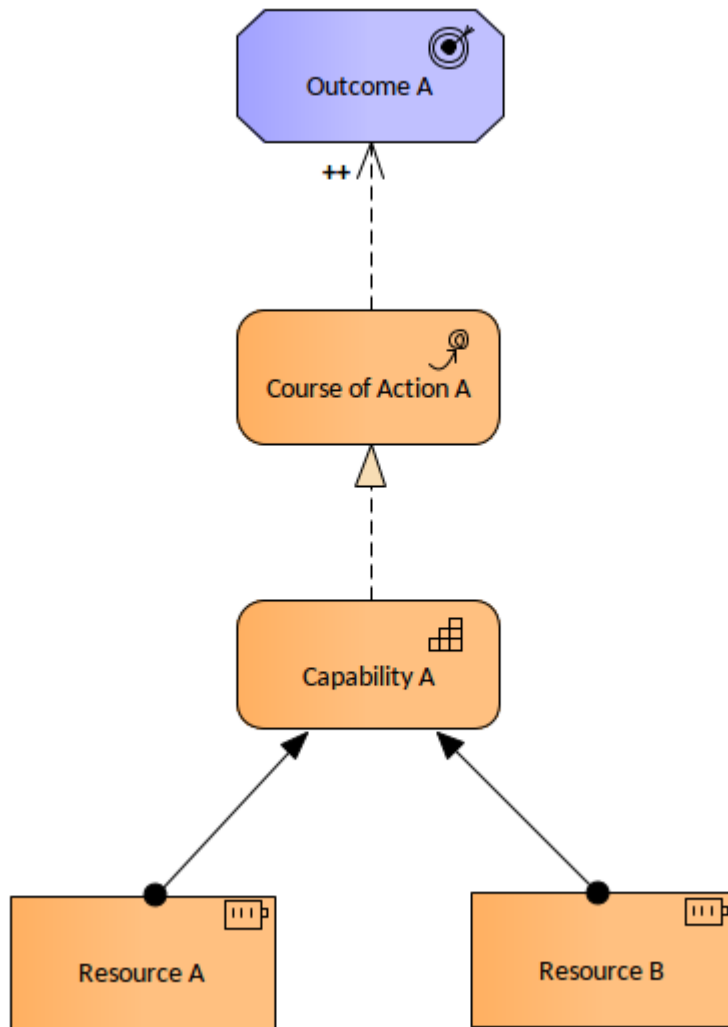 Outcome A
++
Course of Action A
Capability A
Resource A
Resource B